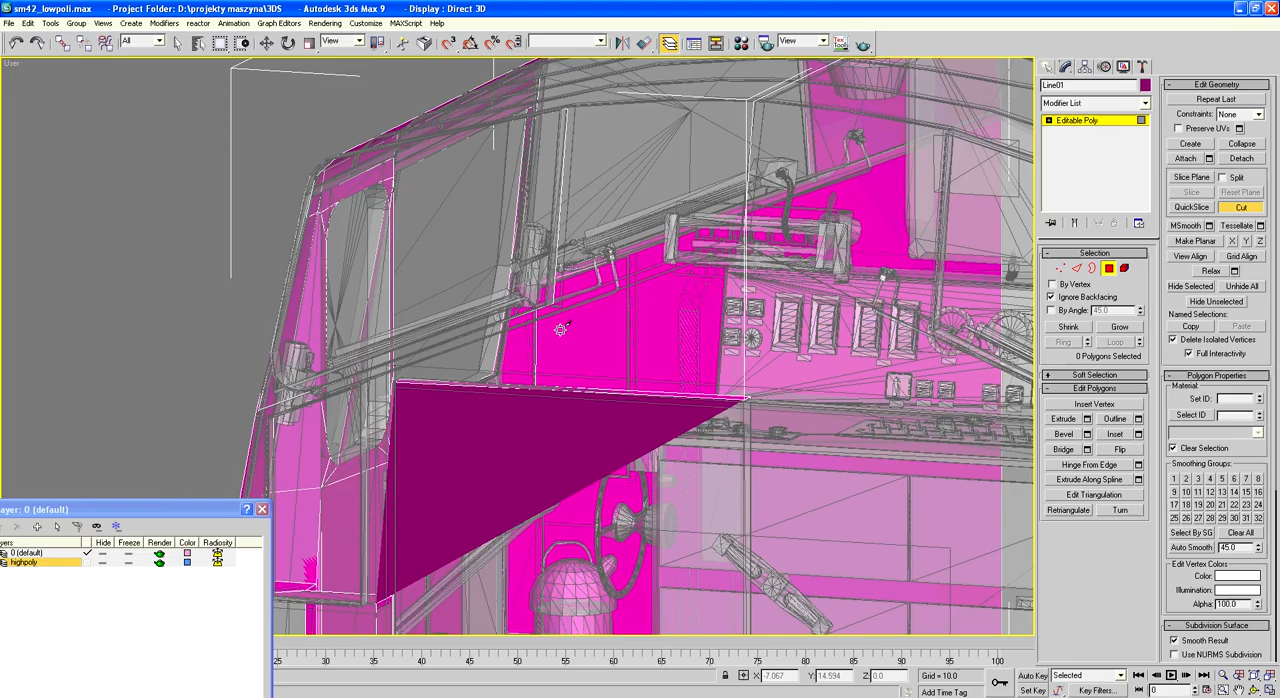 sm42_lowpoli.max - Project Folder: D:\projekty maszyna\3DS - Autodesk 3ds Max 9 - Display : Direct 3D
File Edit Tools Group Views Create Modifiers reactor Animation Graph Editors Rendering Customize MAXScript Help
All View View
User
Line01
Modifier List
Editable Poly
Selection
By Vertex
Ignore Backfacing
By Angle: 45.0
Shrink Grow
Ring Loop
0 Polygons Selected
Soft Selection
Edit Polygons
Insert Vertex
Extrude Outline
Bevel Inset
Bridge Flip
Hinge From Edge
Extrude Along Spline
Edit Triangulation
Retriangulate Turn
Edit Geometry
Repeat Last
Constraints: None
Preserve UVs
Create Collapse
Attach Detach
Slice Plane Split
Slice Reset Plane
QuickSlice Cut
MSmooth Tessellate
Make Planar X Y Z
View Align Grid Align
Relax
Hide Selected Unhide All
Hide Unselected
Named Selections:
Copy Paste
Delete Isolated Vertices
Full Interactivity
Polygon Properties
Material:
Set ID:
Select ID
Clear Selection
Smoothing Groups:
1 2 3 4 5 6 7 8
9 10 11 12 13 14 15 16
17 18 19 20 21 22 23 24
25 26 27 28 29 30 31 32
Select By SG Clear All
Auto Smooth 45.0
Edit Vertex Colors
Color:
Illumination:
Alpha: 100.0
Subdivision Surface
Smooth Result
Use NURMS Subdivision
ayer: 0 (default)
ayers Hide Freeze Render Color Radiosity
0 (default)
highpoly
25 30 35 40 45 50 55 60 65 70 75 80 85 90 95 100
X: -7.067 Y: 14.594 Z: 0.0 Grid = 10.0
Add Time Tag
Auto Key Selected
Set Key Key Filters...